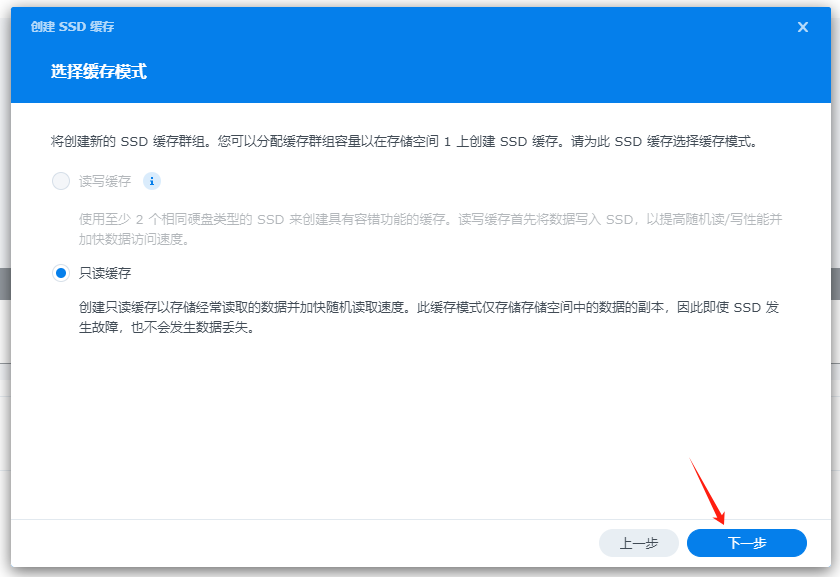 创建 SSD 缓存
选择缓存模式
将创建新的 SSD 缓存群组。您可以分配缓存群组容量以在存储空间 1 上创建 SSD 缓存。请为此 SSD 缓存选择缓存模式。
读写缓存
使用至少 2 个相同硬盘类型的 SSD 来创建具有容错功能的缓存。读写缓存首先将数据写入 SSD，以提高随机读/写性能并
加快数据访问速度。
只读缓存
创建只读缓存以存储经常读取的数据并加快随机读取速度。此缓存模式仅存储存储空间中的数据的副本，因此即使 SSD 发
生故障，也不会发生数据丢失。
上一步
下一步